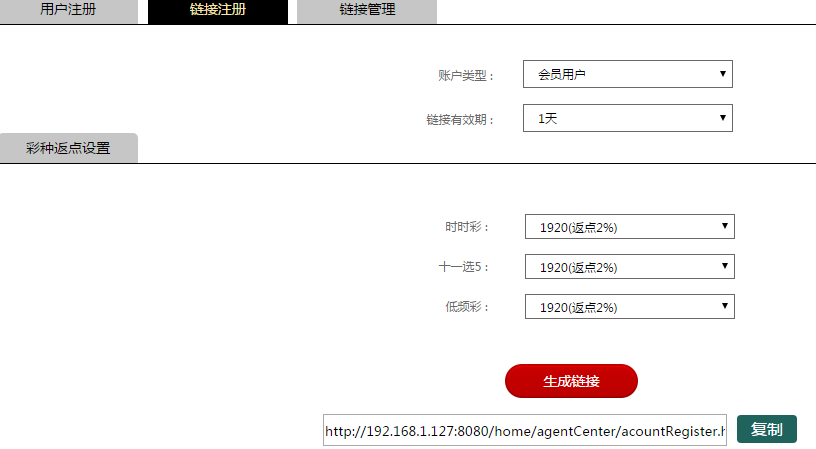 用户注册 链接注册 链接管理
账户类型： 会员用户
链接有效期： 1天
彩种返点设置
时时彩： 1920(返点2%)
十一选5： 1920(返点2%)
低频彩： 1920(返点2%)
生成链接
http://192.168.1.127:8080/home/agentCenter/acountRegister.h 复制